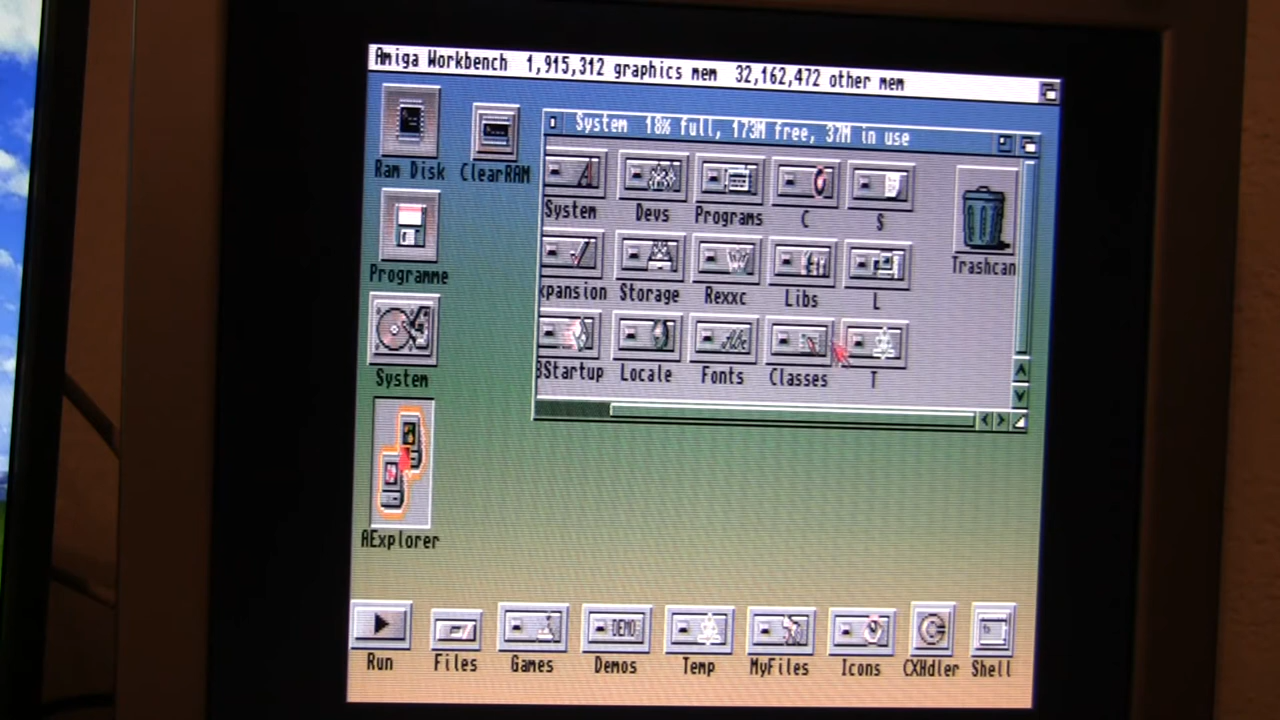 Amiga Workbench 1,915,312 graphics mem 32,162,472 other mem
System 18% full, 173M free, 37M in use
Ram Disk ClearRAM
System Devs Programs C S
Trashcan
Programme
xpansion Storage Rexxc Libs L
System
BStartup Locale Fonts Classes T
AExplorer
Run Files Games Demos Temp MyFiles Icons CXHdler Shell